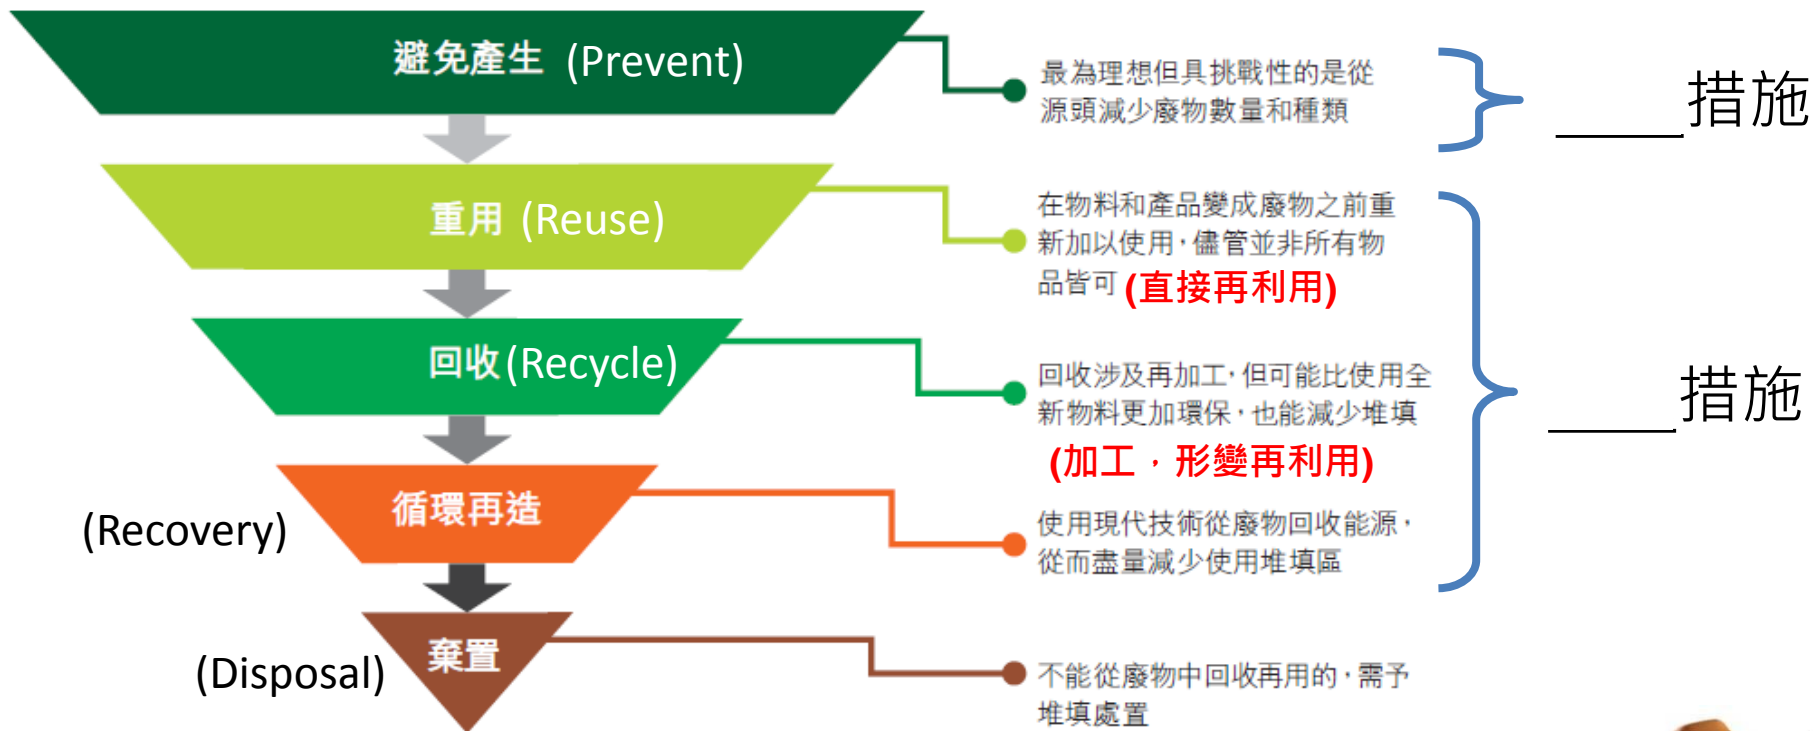 避免產生 (Prevent)
最為理想但具挑戰性的是從
源頭減少廢物數量和種類
____措施
重用 (Reuse)
在物料和產品變成廢物之前重
新加以使用，儘管並非所有物
品皆可 (直接再利用)
回收 (Recycle)
回收涉及再加工，但可能比使用全
新物料更加環保，也能減少堆填
(加工，形變再利用)
____措施
(Recovery)
循環再造
使用現代技術從廢物回收能源，
從而盡量減少使用堆填區
(Disposal)
棄置
不能從廢物中回收再用的，需予
堆填處置